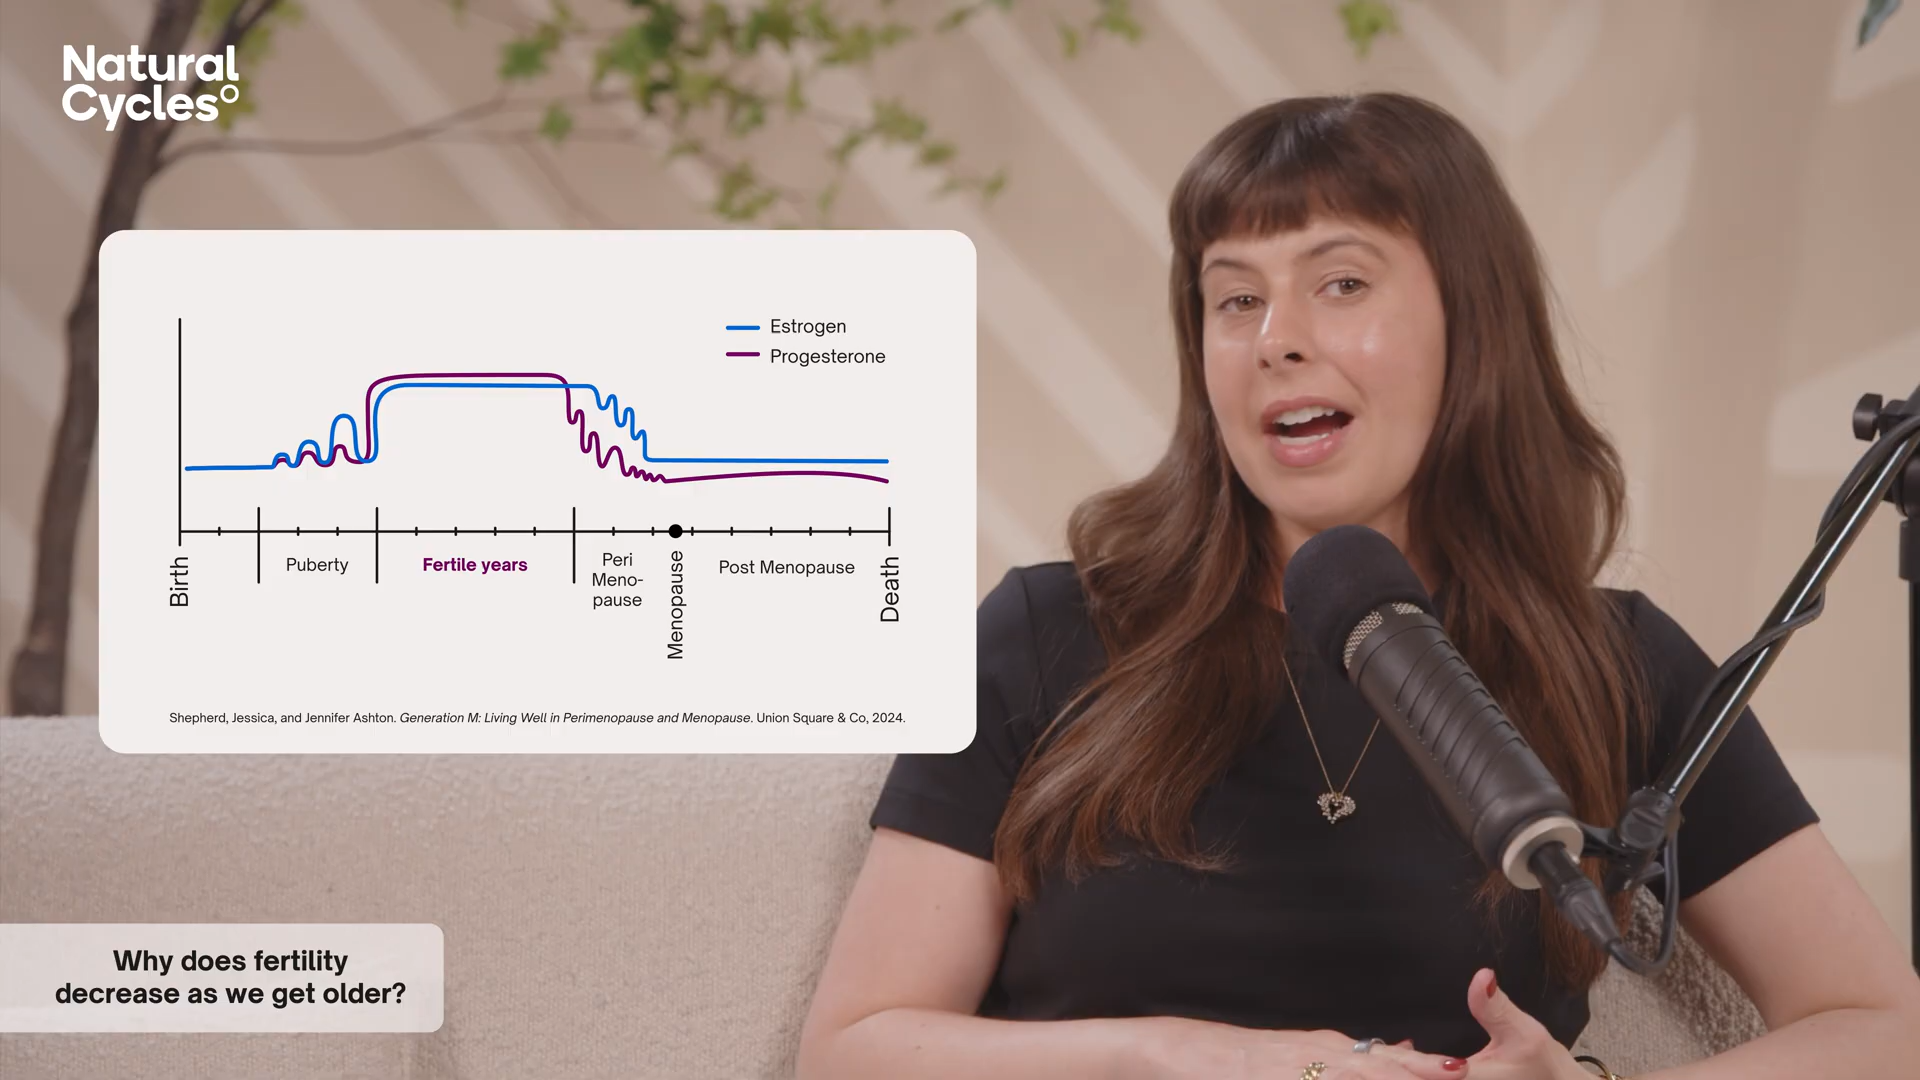 Natural
Cycles°
Estrogen
Progesterone
Birth
Puberty
Fertile years
Peri
Meno-
pause
Menopause
Post Menopause
Death
Shepherd, Jessica, and Jennifer Ashton. Generation M: Living Well in Perimenopause and Menopause. Union Square & Co, 2024.
Why does fertility
decrease as we get older?